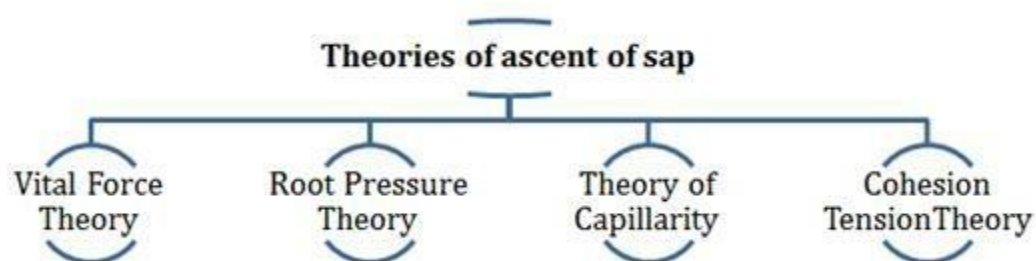 Theories of ascent of sap
Vital Force
Theory
Root Pressure
Theory
Theory of
Capillarity
Cohesion
TensionTheory